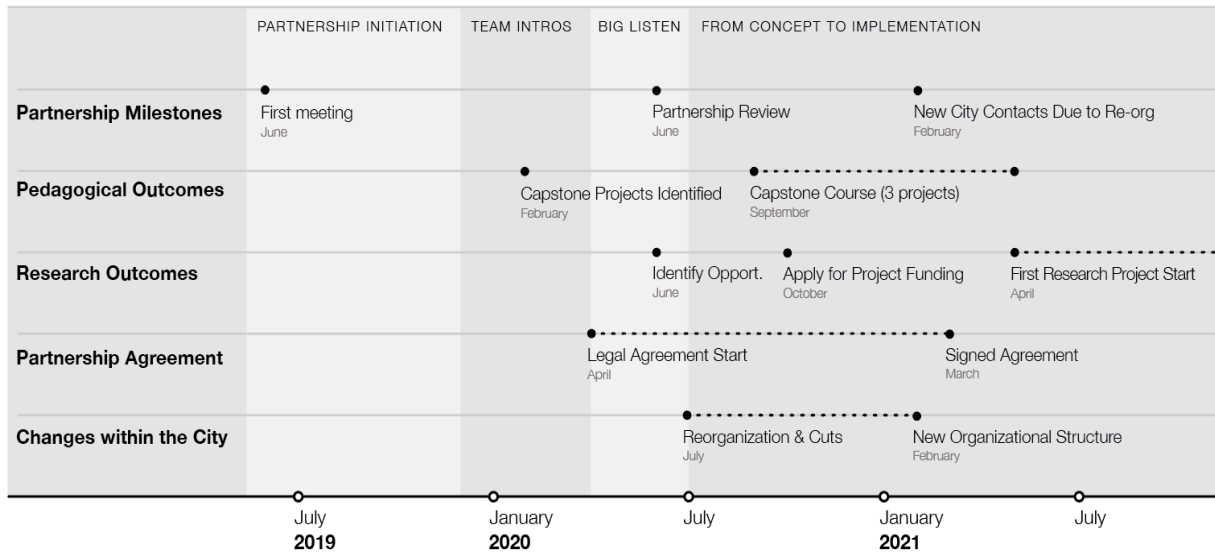 PARTNERSHIP INITIATION
TEAM INTROS
BIG LISTEN
FROM CONCEPT TO IMPLEMENTATION
Partnership Milestones
First meeting
June
Partnership Review
June
New City Contacts Due to Re-org
February
Pedagogical Outcomes
Capstone Projects Identified
February
Capstone Course (3 projects)
September
Research Outcomes
Identify Opport.
June
Apply for Project Funding
October
First Research Project Start
April
Partnership Agreement
Legal Agreement Start
April
Signed Agreement
March
Changes within the City
Reorganization & Cuts
July
New Organizational Structure
February
July
2019
January
2020
July
January
2021
July